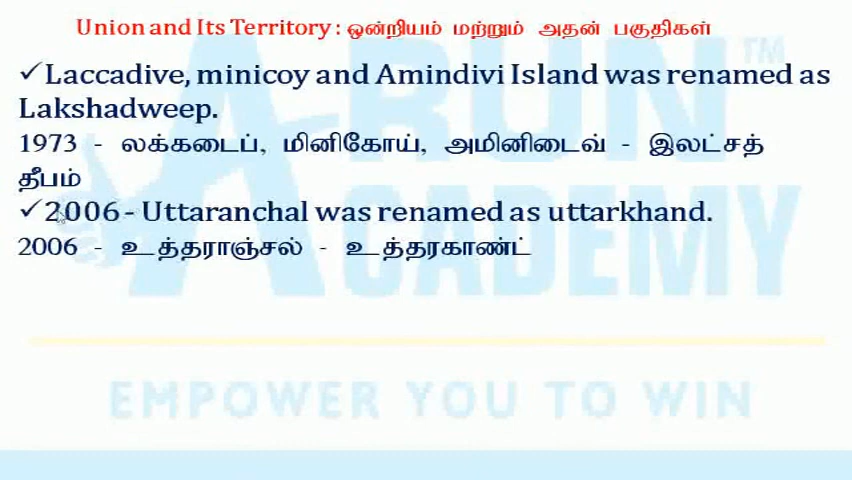 Union and Its Territory : ஒன்றியம் மற்றும் அதன் பகுதிகள்
✓Laccadive, minicoy and Amindivi Island was renamed as
Lakshadweep.
1973 - லக்கடைப், மினிகோய், அமினிடைவ் - இலட்சத்
தீபம்
✓2006- Uttaranchal was renamed as uttarkhand.
2006 - உத்தராஞ்சல் - உத்தரகாண்ட்
ARUN™
ACADEMY
EMPOWER YOU TO WIN